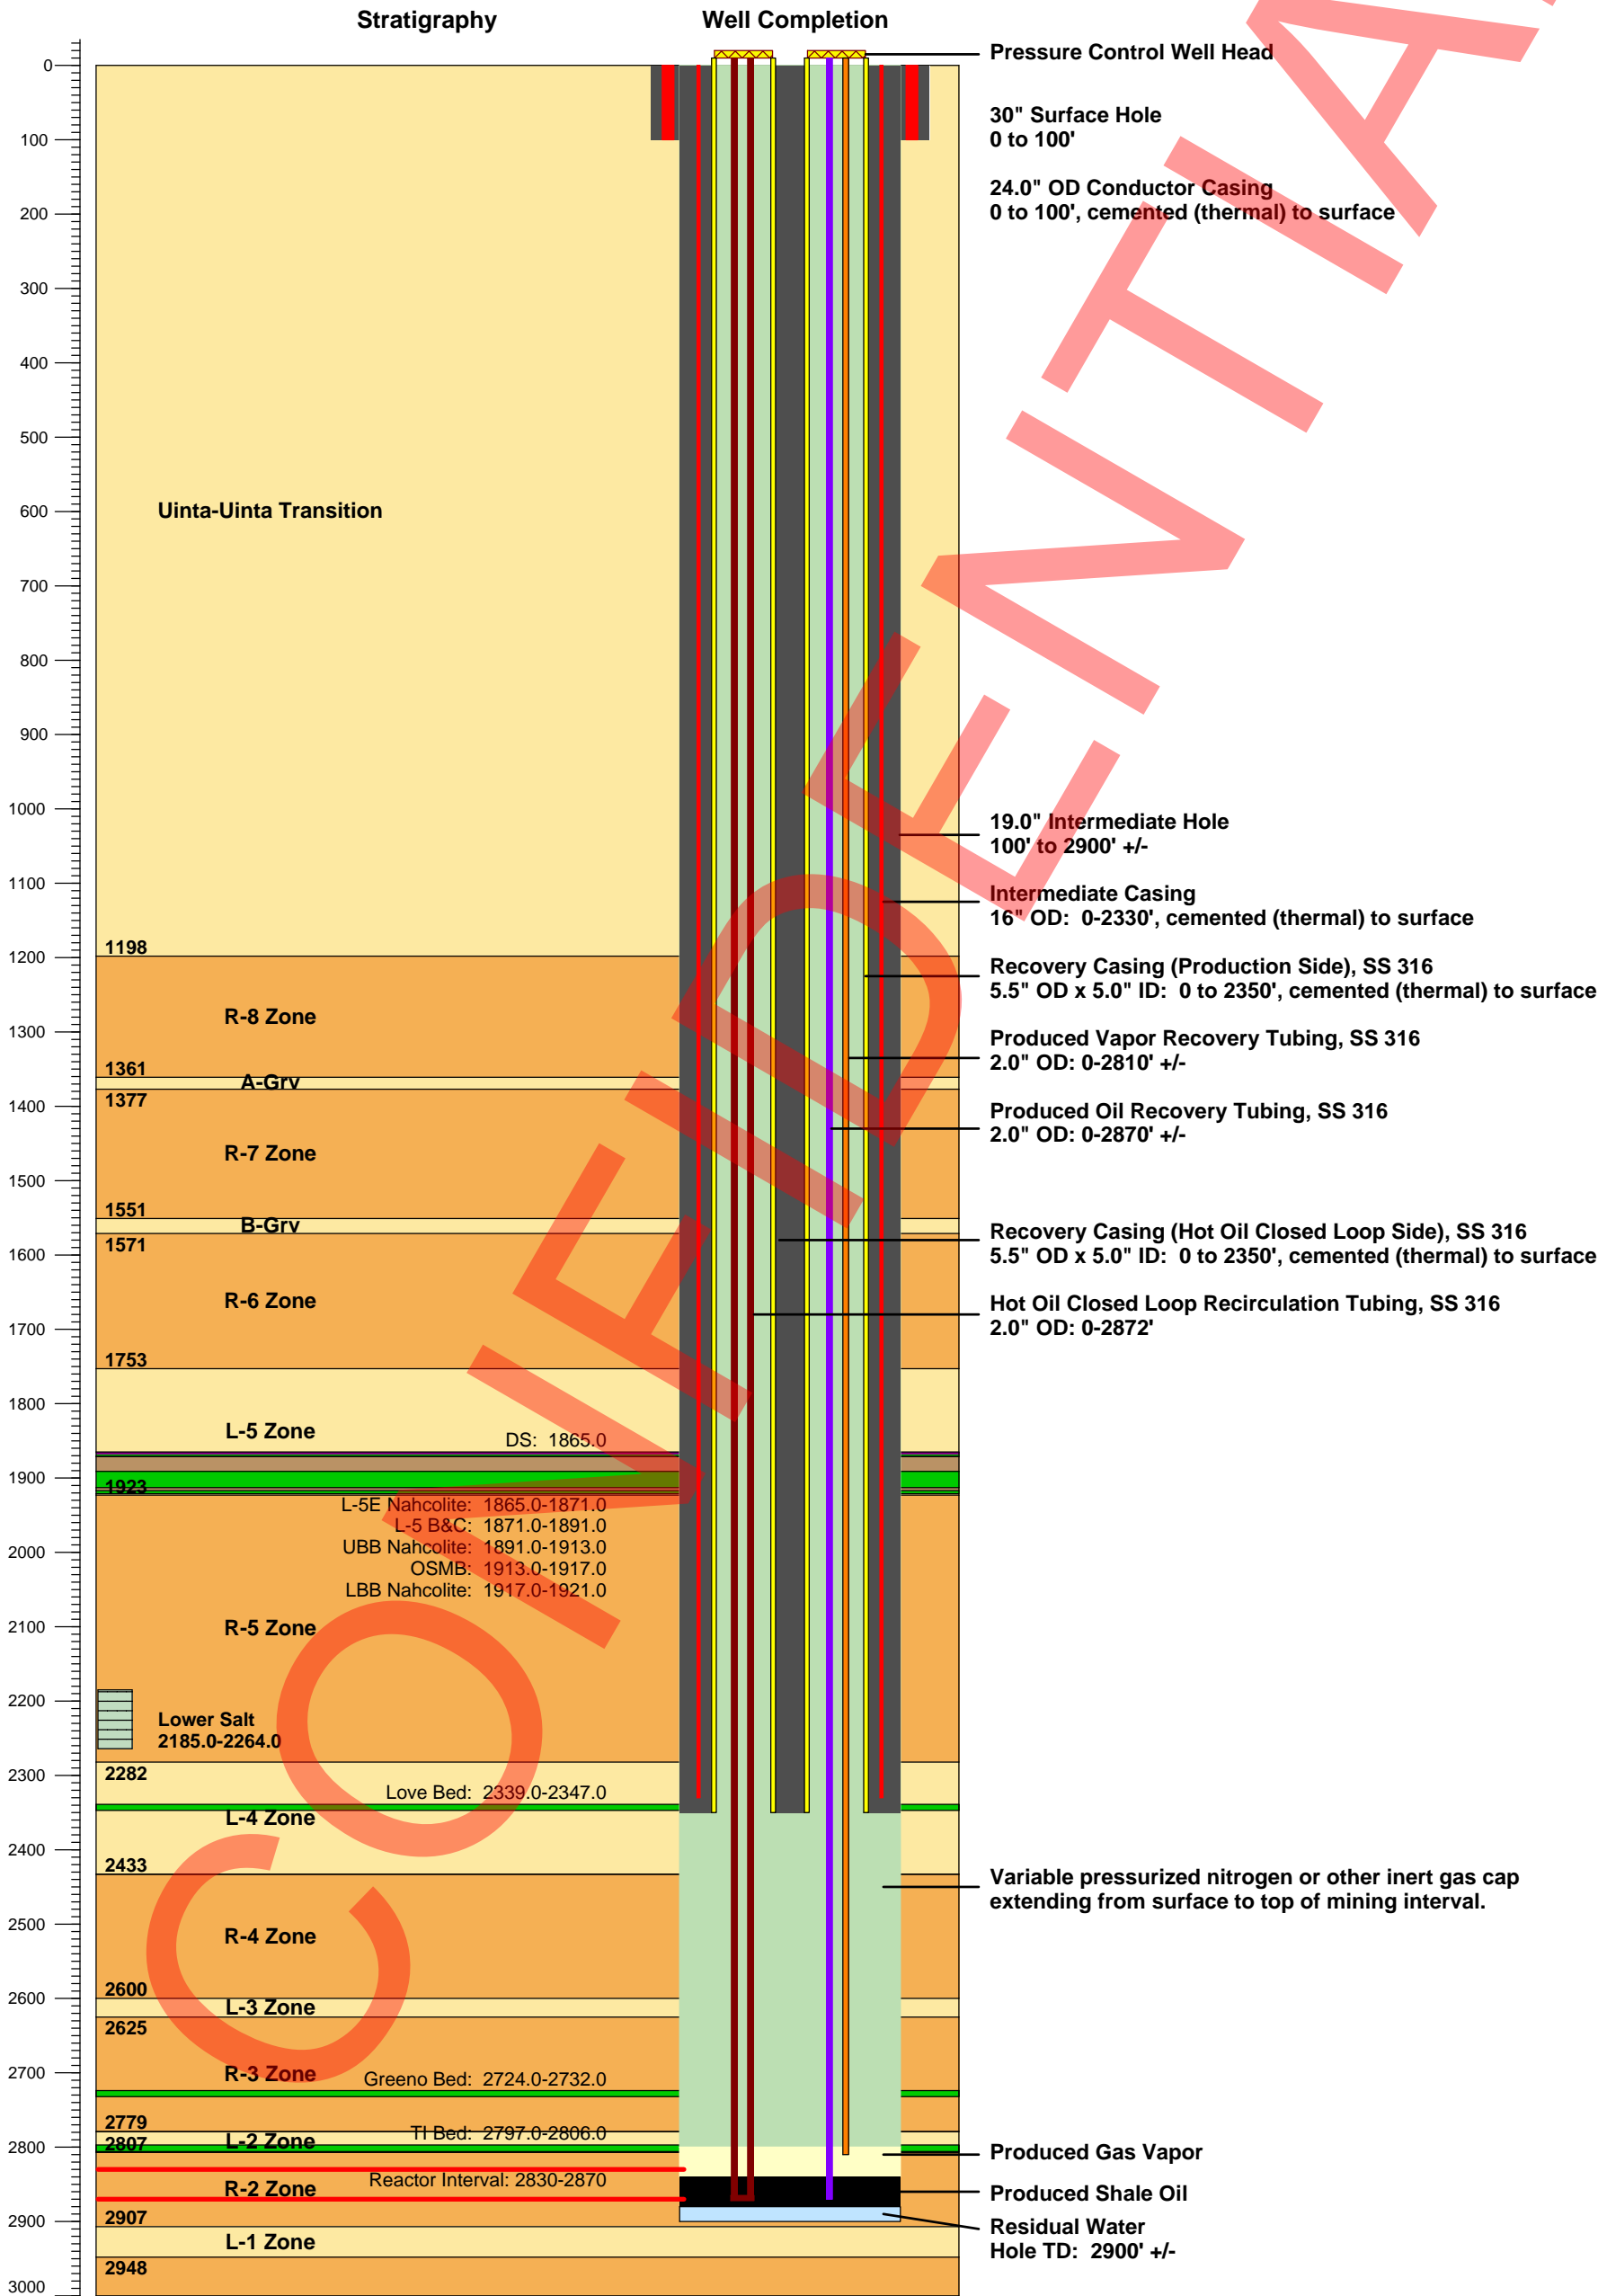 Stratigraphy
Well Completion
0
100
200
300
400
500
600
700
800
900
1000
1100
1200
1300
1400
1500
1600
1700
1800
1900
2000
2100
2200
2300
2400
2500
2600
2700
2800
2900
3000
Uinta-Uinta Transition
1198
R-8 Zone
1361
A-Grv
1377
R-7 Zone
1551
B-Grv
1571
R-6 Zone
1753
L-5 Zone
DS: 1865.0
1923
L-5E Nahcolite: 1865.0-1871.0
L-5 B&C: 1871.0-1891.0
UBB Nahcolite: 1891.0-1913.0
OSMB: 1913.0-1917.0
LBB Nahcolite: 1917.0-1921.0
R-5 Zone
Lower Salt
2185.0-2264.0
2282
Love Bed: 2339.0-2347.0
L-4 Zone
2433
R-4 Zone
2600
L-3 Zone
2625
R-3 Zone
Greeno Bed: 2724.0-2732.0
2779
TI Bed: 2797.0-2806.0
L-2 Zone
2807
Reactor Interval: 2830-2870
R-2 Zone
2907
L-1 Zone
2948
Pressure Control Well Head
30" Surface Hole
0 to 100'
24.0" OD Conductor Casing
0 to 100', cemented (thermal) to surface
19.0" Intermediate Hole
100' to 2900' +/-
Intermediate Casing
16" OD: 0-2330', cemented (thermal) to surface
Recovery Casing (Production Side), SS 316
5.5" OD x 5.0" ID: 0 to 2350', cemented (thermal) to surface
Produced Vapor Recovery Tubing, SS 316
2.0" OD: 0-2810' +/-
Produced Oil Recovery Tubing, SS 316
2.0" OD: 0-2870' +/-
Recovery Casing (Hot Oil Closed Loop Side), SS 316
5.5" OD x 5.0" ID: 0 to 2350', cemented (thermal) to surface
Hot Oil Closed Loop Recirculation Tubing, SS 316
2.0" OD: 0-2872'
Variable pressurized nitrogen or other inert gas cap
extending from surface to top of mining interval.
Produced Gas Vapor
Produced Shale Oil
Residual Water
Hole TD: 2900' +/-
CONFIDENTIA